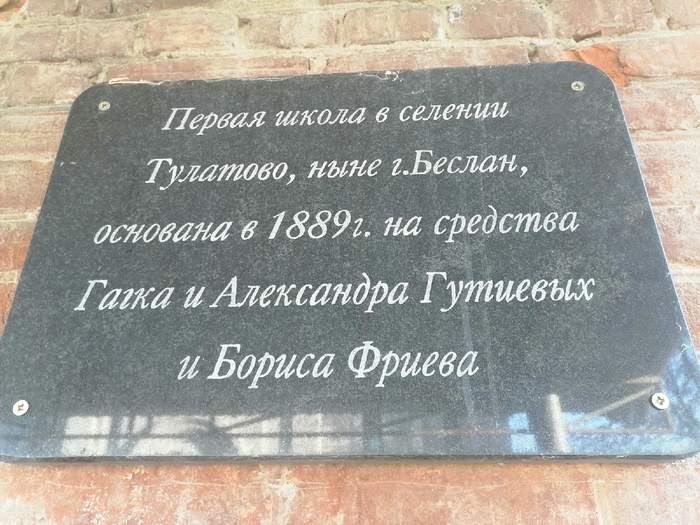 Первая школа в селении
Тулатово, ныне г.Беслан,
основана в 1889г. на средства
Гагка и Александра Гутиевых
и Бориса Фриева